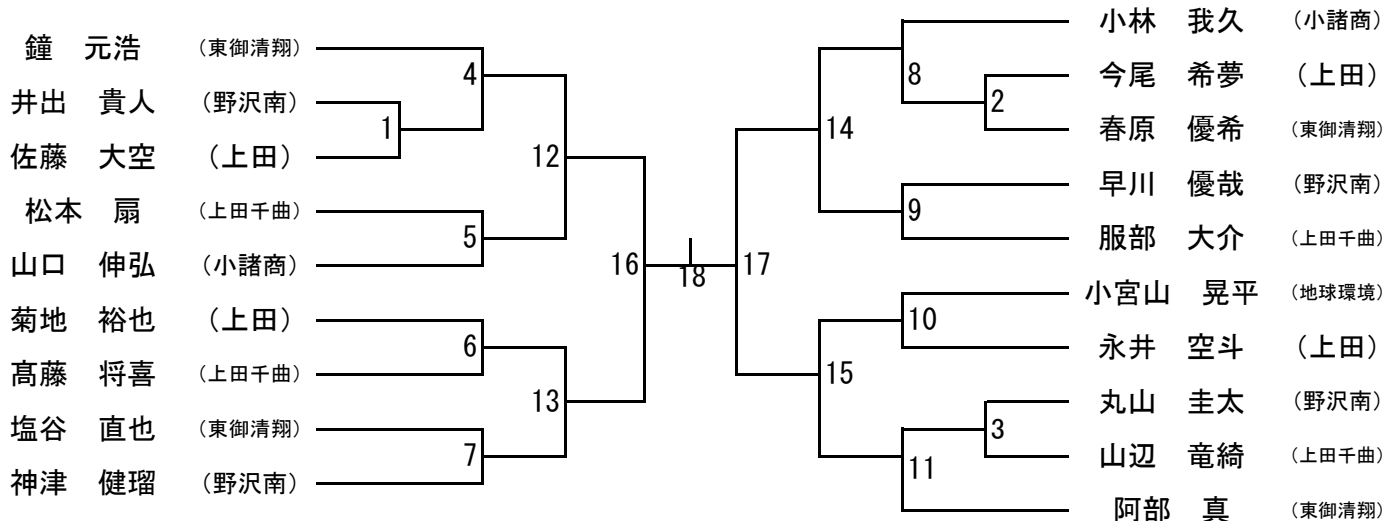 鐘　元浩　（東御清翔）
井出　貴人　（野沢南）
佐藤　大空　（上田）
松本　扇　（上田千曲）
山口　伸弘　（小諸商）
菊地　裕也　（上田）
髙藤　将喜　（上田千曲）
塩谷　直也　（東御清翔）
神津　健瑠　（野沢南）
1
4
5
6
7
12
13
16
18
17
14
15
8
2
9
10
3
11
小林　我久　（小諸商）
今尾　希夢　（上田）
春原　優希　（東御清翔）
早川　優哉　（野沢南）
服部　大介　（上田千曲）
小宮山　晃平　（地球環境）
永井　空斗　（上田）
丸山　圭太　（野沢南）
山辺　竜綺　（上田千曲）
阿部　真　（東御清翔）